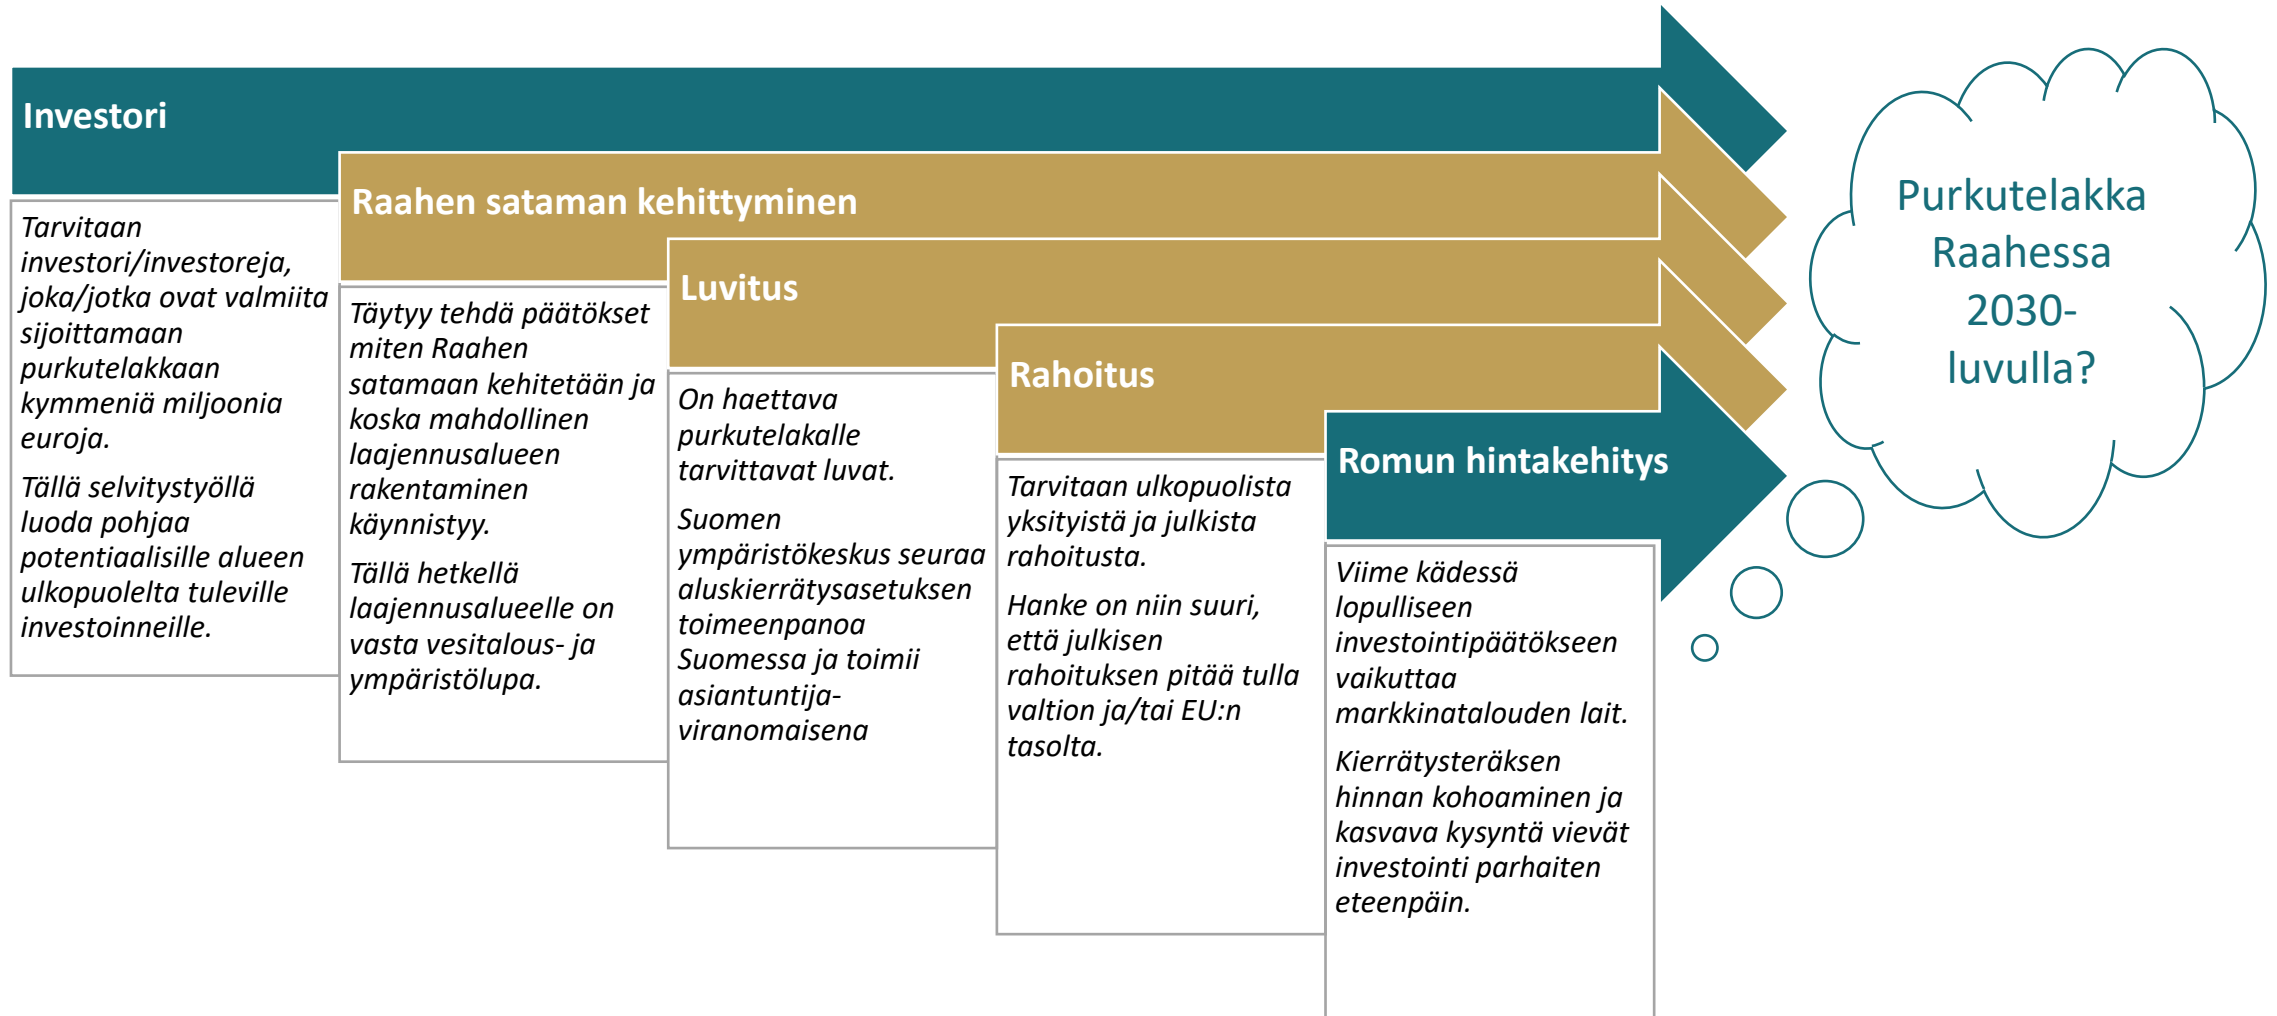 Investori
Tarvitaan
investori/investoreja,
joka/jotka ovat valmiita
sijoittamaan
purkutelakkaan
kymmeniä miljoonia
euroja.
Tällä selvitystyöllä
luoda pohjaa
potentiaalisille alueen
ulkopuolelta tuleville
investoinneille.
Raahen sataman kehittyminen
Täytyy tehdä päätökset
miten Raahen
satamaan kehitetään ja
koska mahdollinen
laajennusalueen
rakentaminen
käynnistyy.
Tällä hetkellä
laajennusalueelle on
vasta vesitalous- ja
ympäristölupa.
Luvitus
On haettava
purkutelakalle
tarvittavat luvat.
Suomen
ympäristökeskus seuraa
aluskierrätysasetuksen
toimeenpanoa
Suomessa ja toimii
asiantuntija-
viranomaisena
Rahoitus
Tarvitaan ulkopuolista
yksityistä ja julkista
rahoitusta.
Hanke on niin suuri,
että julkisen
rahoituksen pitää tulla
valtion ja/tai EU:n
tasolta.
Romun hintakehitys
Viime kädessä
lopulliseen
investointipäätökseen
vaikuttaa
markkinatalouden lait.
Kierrätysteräksen
hinnan kohoaminen ja
kasvava kysyntä vievät
investointi parhaiten
eteenpäin.
Purkutelakka
Raahessa
2030-
luvulla?